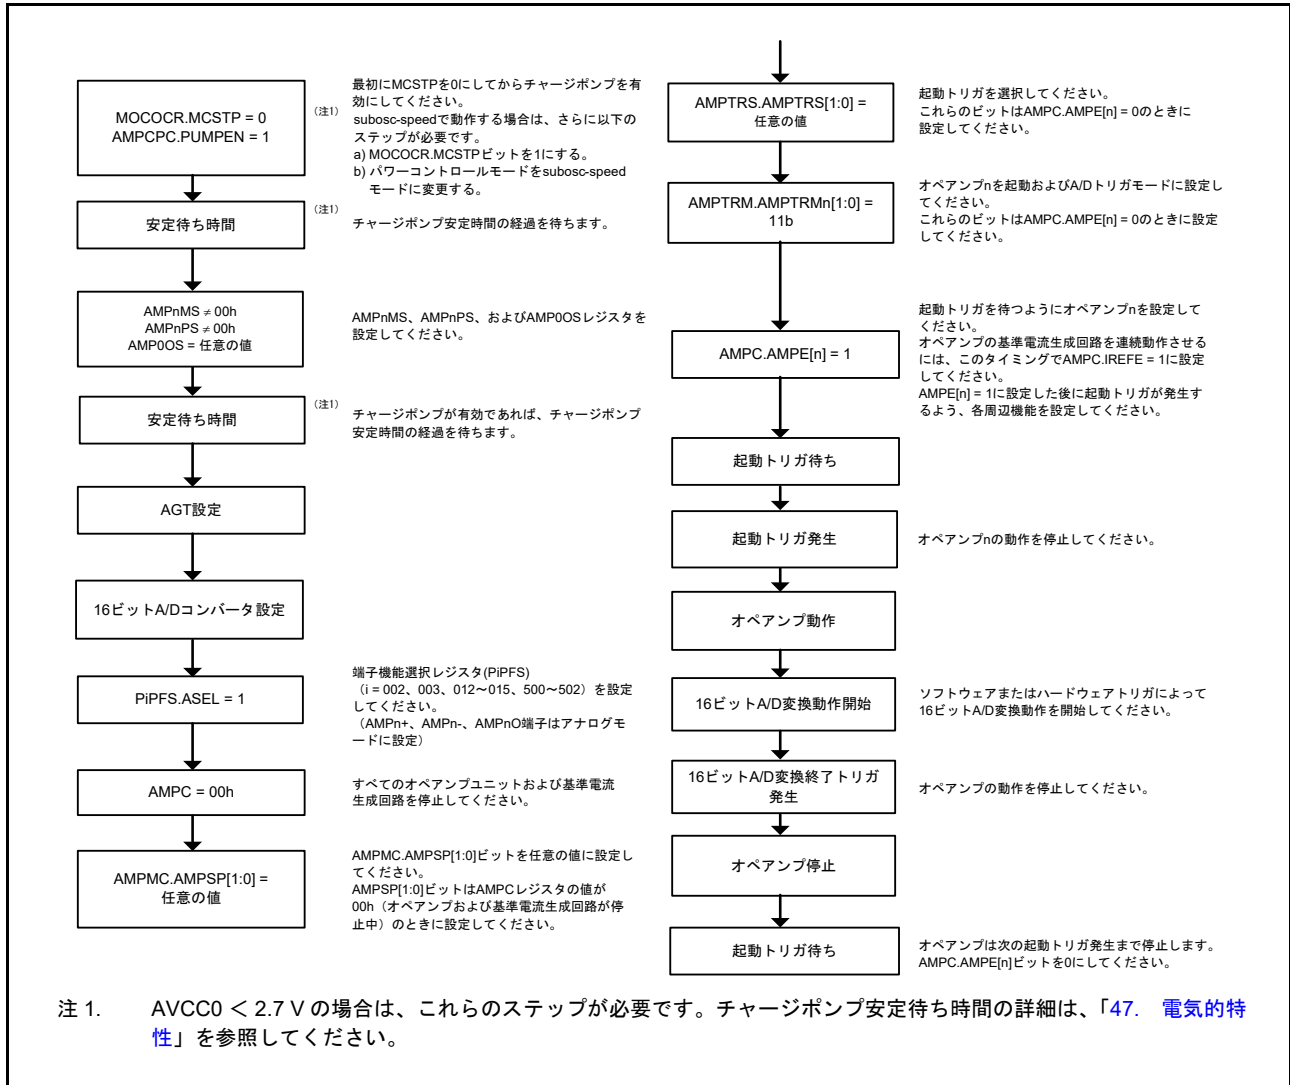 MOCOCR.MCSTP = 0
AMPCPC.PUMPEN = 1
(注1)
最初にMCSTPを0にしてからチャージポンプを有
効にしてください。
subosc-speedで動作する場合は、さらに以下の
ステップが必要です。
a) MOCOCR.MCSTPビットを1にする。
b) パワーコントロールモードをsubosc-speed
モードに変更する。
安定待ち時間
(注1)
チャージポンプ安定時間の経過を待ちます。
AMPnMS ≠ 00h
AMPnPS ≠ 00h
AMP0OS = 任意の値
AMPnMS、AMPnPS、およびAMP0OSレジスタを
設定してください。
安定待ち時間
(注1)
チャージポンプが有効であれば、チャージポンプ
安定時間の経過を待ちます。
AGT設定
16ビットA/Dコンバータ設定
PiPFS.ASEL = 1
端子機能選択レジスタ(PiPFS)
（i = 002、003、012～015、500～502）を設定
してください。
（AMPn+、AMPn-、AMPnO端子はアナログモ
ードに設定）
AMPC = 00h
すべてのオペアンプユニットおよび基準電流
生成回路を停止してください。
AMPMC.AMPSP[1:0] =
任意の値
AMPMC.AMPSP[1:0]ビットを任意の値に設定し
てください。
AMPSP[1:0]ビットはAMPCレジスタの値が
00h（オペアンプおよび基準電流生成回路が停
止中）のときに設定してください。
AMPTRS.AMPTRS[1:0] =
任意の値
起動トリガを選択してください。
これらのビットはAMPC.AMPE[n] = 0のときに
設定してください。
AMPTRM.AMPTRMn[1:0] =
11b
オペアンプnを起動およびA/Dトリガモードに設定し
てください。
これらのビットはAMPC.AMPE[n] = 0のときに設定
してください。
AMPC.AMPE[n] = 1
起動トリガを待つようにオペアンプnを設定して
ください。
オペアンプの基準電流生成回路を連続動作させる
には、このタイミングでAMPC.IREFE = 1に設定
してください。
AMPE[n] = 1に設定した後に起動トリガが発生す
るよう、各周辺機能を設定してください。
起動トリガ待ち
起動トリガ発生
オペアンプnの動作を停止してください。
オペアンプ動作
16ビットA/D変換動作開始
ソフトウェアまたはハードウェアトリガによって
16ビットA/D変換動作を開始してください。
16ビットA/D変換終了トリガ
発生
オペアンプの動作を停止してください。
オペアンプ停止
起動トリガ待ち
オペアンプは次の起動トリガ発生まで停止します。
AMPC.AMPE[n]ビットを0にしてください。
注 1. AVCC0 ＜ 2.7 V の場合は、これらのステップが必要です。チャージポンプ安定待ち時間の詳細は、「47. 電気的特
性」を参照してください。